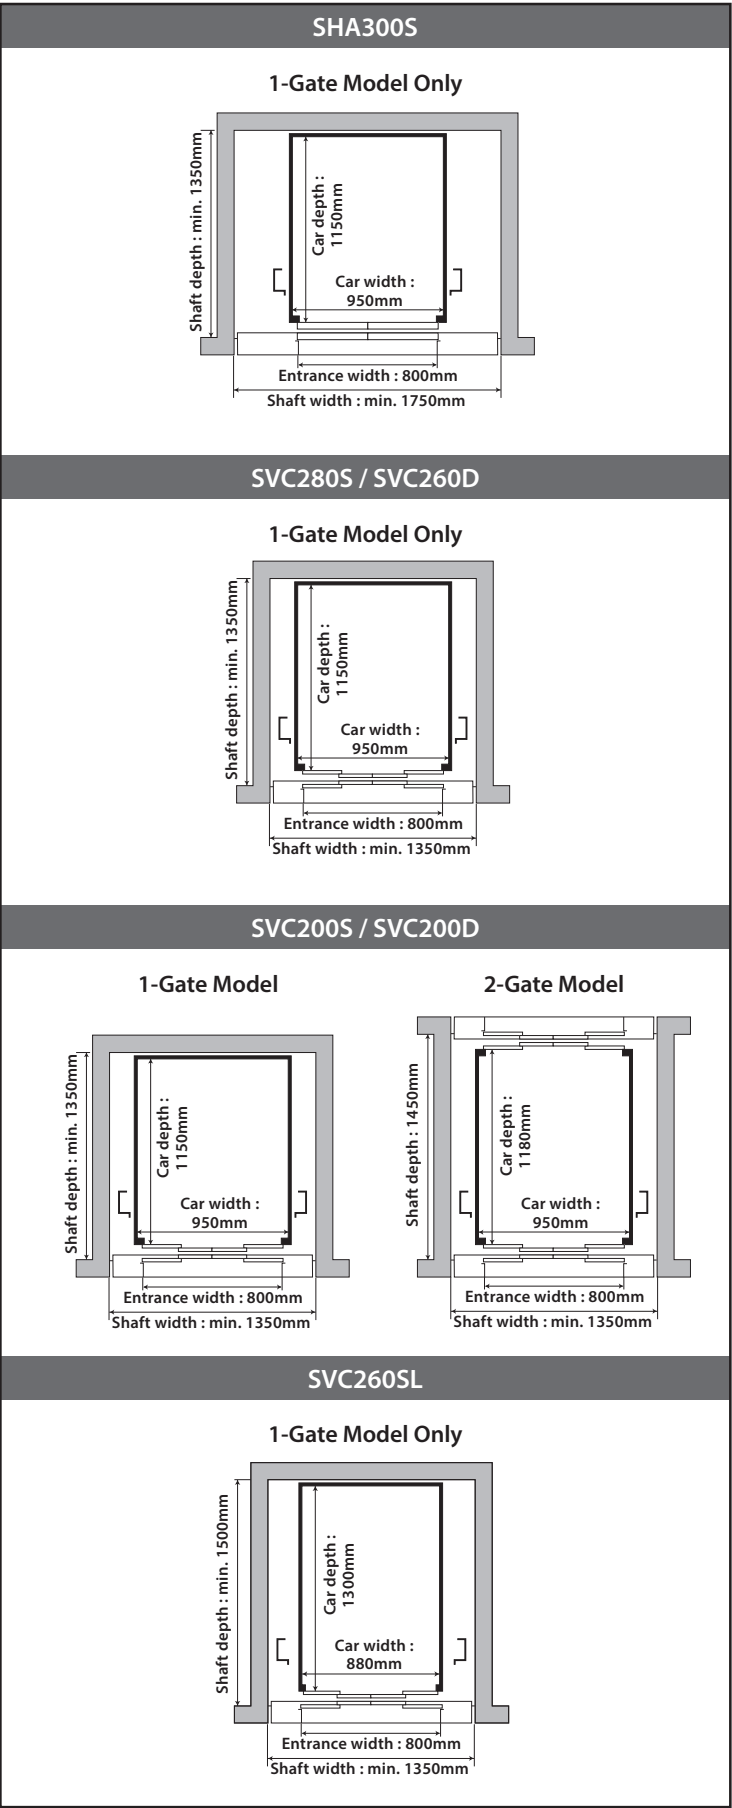 SHA300S
1-Gate Model Only
Shaft depth : min. 1350mm
Car depth :
1150mm
Car width :
950mm
Entrance width : 800mm
Shaft width : min. 1750mm
SVC280S / SVC260D
1-Gate Model Only
Shaft depth : min. 1350mm
Car depth :
1150mm
Car width :
950mm
Entrance width : 800mm
Shaft width : min. 1350mm
SVC200S / SVC200D
1-Gate Model
Shaft depth : min. 1350mm
Car depth :
1150mm
Car width :
950mm
Entrance width : 800mm
Shaft width : min. 1350mm
2-Gate Model
Shaft depth : 1450mm
Car depth :
1180mm
Car width :
950mm
Entrance width : 800mm
Shaft width : min. 1350mm
SVC260SL
1-Gate Model Only
Shaft depth : min. 1500mm
Car depth :
1300mm
Car width :
880mm
Entrance width : 800mm
Shaft width : min. 1350mm